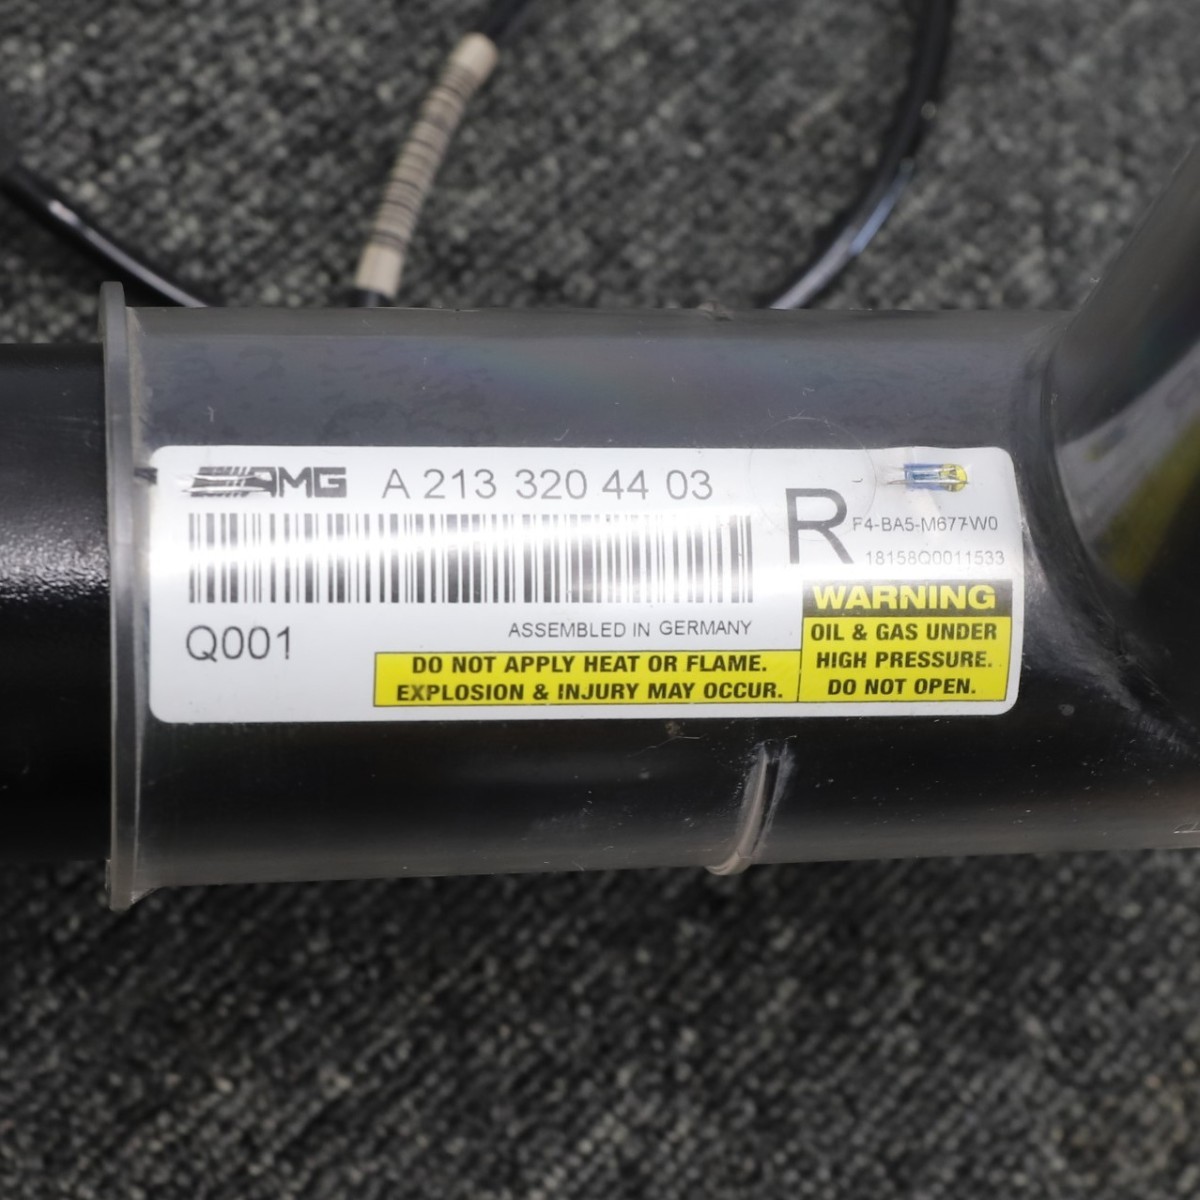 AMG A 213 320 44 03
R
F4-BA5-M677-W0
18158Q0011533
Q001
ASSEMBLED IN GERMANY
DO NOT APPLY HEAT OR FLAME.
EXPLOSION & INJURY MAY OCCUR.
WARNING
OIL & GAS UNDER
HIGH PRESSURE.
DO NOT OPEN.